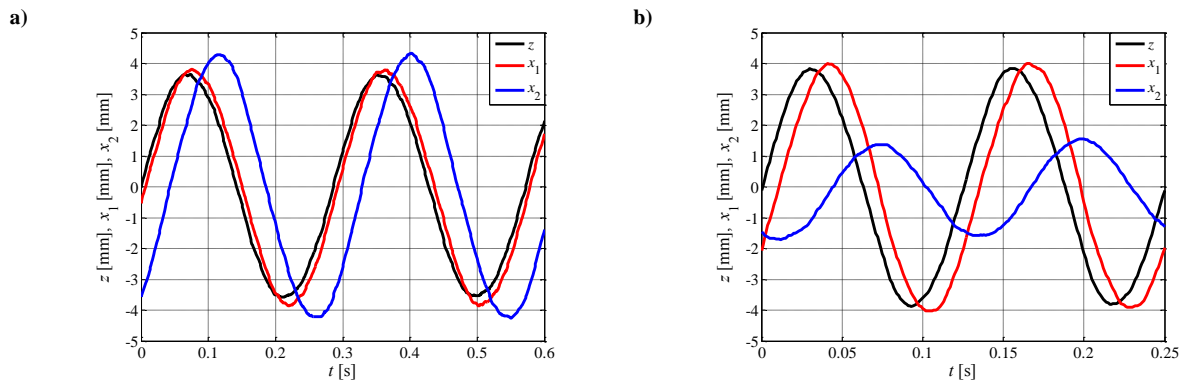 a)
5
4
3
2
1
0
-1
-2
-3
-4
-5
0
0.1
0.2
0.3
0.4
0.5
0.6
z [mm], x₁ [mm], x₂ [mm]
t [s]
z
x₁
x₂
b)
5
4
3
2
1
0
-1
-2
-3
-4
-5
0
0.05
0.1
0.15
0.2
0.25
z [mm], x₁ [mm], x₂ [mm]
t [s]
z
x₁
x₂